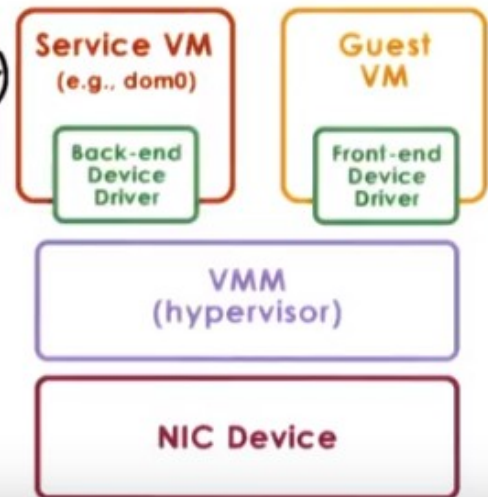 Service VM
(e.g., dom0)
Guest
VM
Back-end
Device
Driver
Front-end
Device
Driver
VMM
(hypervisor)
NIC Device